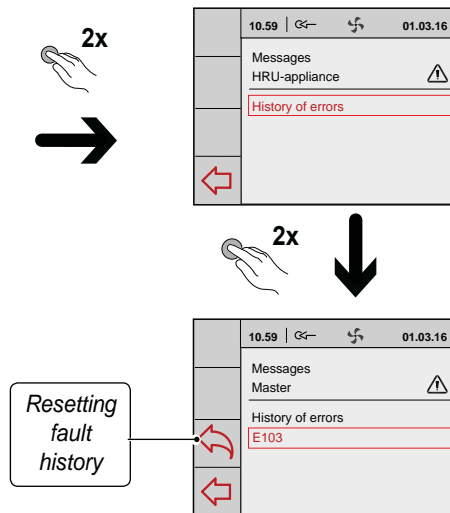 2x
10.59 01.03.16
Messages
HRU-appliance
History of errors
2x
10.59 01.03.16
Messages
Master
History of errors
E103
Resetting
fault
history